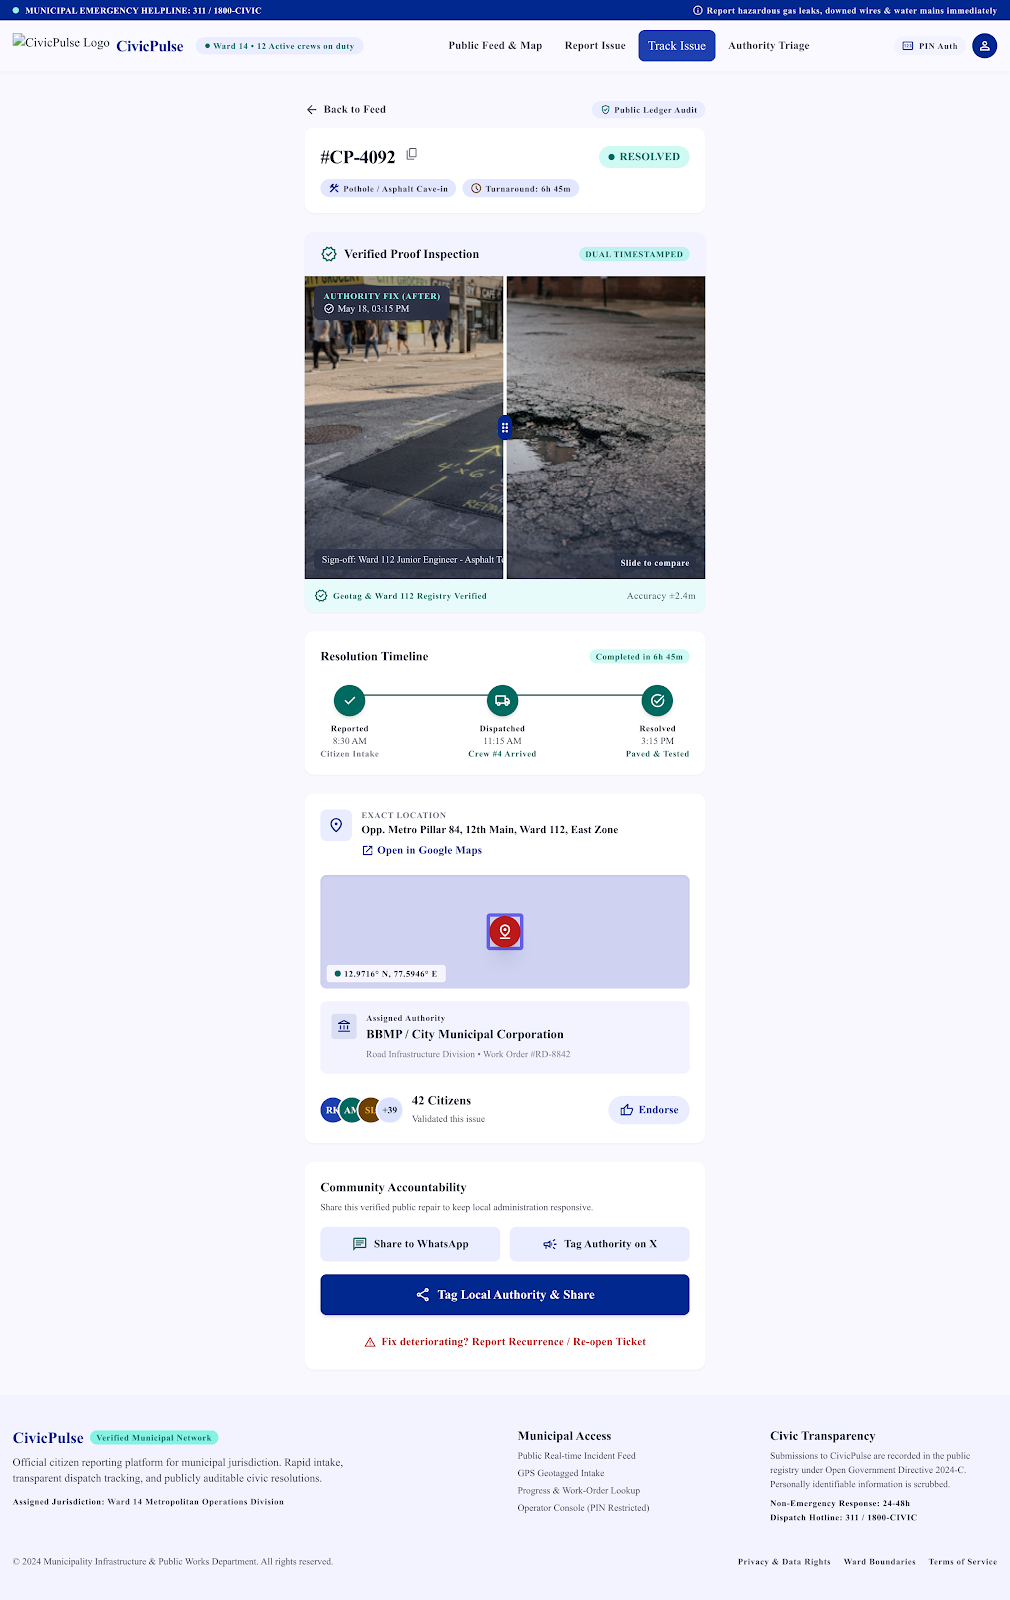 MUNICIPAL EMERGENCY HELPLINE: 311 / 1800-CIVIC
Report hazardous gas leaks, downed wires & water mains immediately
CivicPulse Logo
CivicPulse
Ward 14 • 12 Active crews on duty
Public Feed & Map
Report Issue
Track Issue
Authority Triage
PIN Auth
Back to Feed
Public Ledger Audit
#CP-4092
RESOLVED
Pothole / Asphalt Cave-in
Turnaround: 6h 45m
Verified Proof Inspection
DUAL TIMESTAMPED
AUTHORITY FIX (AFTER)
May 18, 03:15 PM
4'x6'
Sign-off: Ward 112 Junior Engineer - Asphalt
Slide to compare
Geotag & Ward 112 Registry Verified
Accuracy ±2.4m
Resolution Timeline
Completed in 6h 45m
Reported
8:30 AM
Citizen Intake
Dispatched
11:15 AM
Crew #4 Arrived
Resolved
3:15 PM
Paved & Tested
EXACT LOCATION
Opp. Metro Pillar 84, 12th Main, Ward 112, East Zone
Open in Google Maps
12.9716° N, 77.5946° E
Assigned Authority
BBMP / City Municipal Corporation
Road Infrastructure Division • Work Order #RD-8842
+39
42 Citizens
Validated this issue
Endorse
Community Accountability
Share this verified public repair to keep local administration responsive.
Share to WhatsApp
Tag Authority on X
Tag Local Authority & Share
Fix deteriorating? Report Recurrence / Re-open Ticket
CivicPulse
Verified Municipal Network
Official citizen reporting platform for municipal jurisdiction. Rapid intake,
transparent dispatch tracking, and publicly auditable civic resolutions.
Assigned Jurisdiction: Ward 14 Metropolitan Operations Division
Municipal Access
Public Real-time Incident Feed
GPS Geotagged Intake
Progress & Work-Order Lookup
Operator Console (PIN Restricted)
Civic Transparency
Submissions to CivicPulse are recorded in the public
registry under Open Government Directive 2024-C.
Personally identifiable information is scrubbed.
Non-Emergency Response: 24-48h
Dispatch Hotline: 311 / 1800-CIVIC
© 2024 Municipality Infrastructure & Public Works Department. All rights reserved.
Privacy & Data Rights
Ward Boundaries
Terms of Service